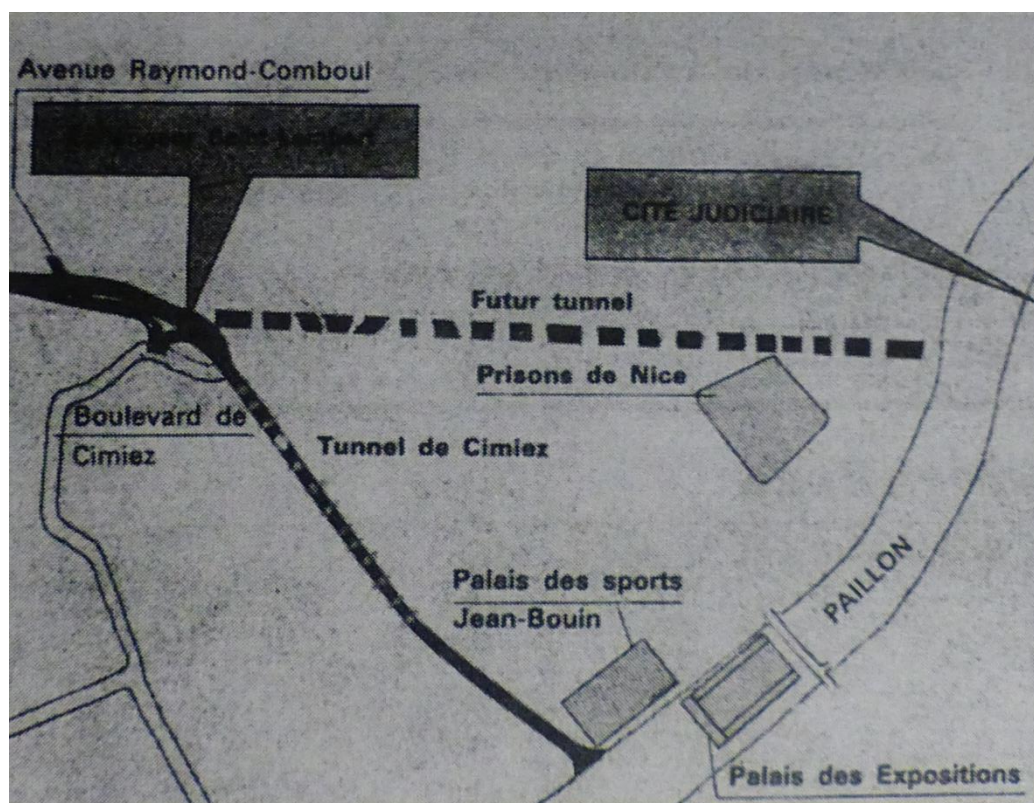 Avenue Raymond-Comboul
CITE JUDICIAIRE
Futur tunnel
Prisons de Nice
Boulevard de
Cimiez
Tunnel de Cimiez
Palais des sports
Jean-Bouin
PAILLON
Palais des Expositions